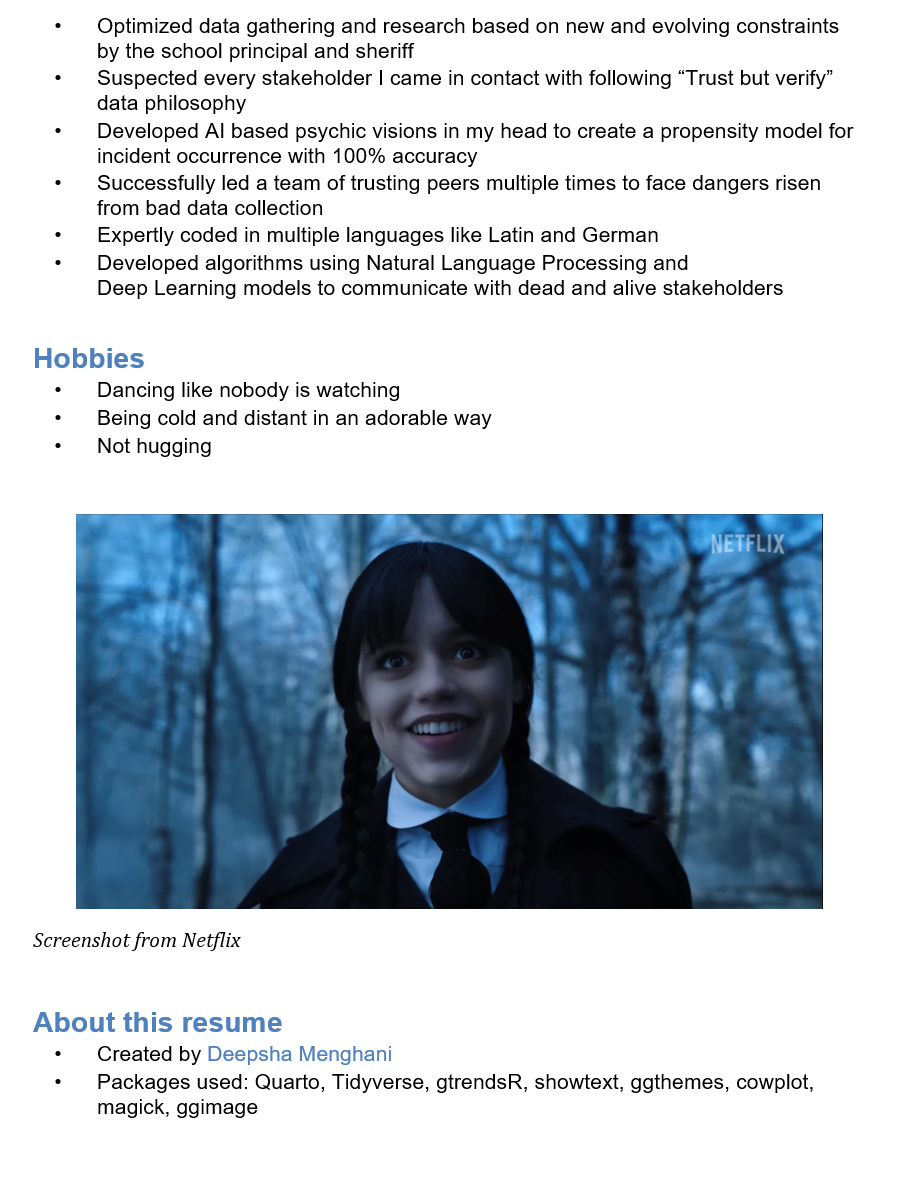 • Optimized data gathering and research based on new and evolving constraints
by the school principal and sheriff
• Suspected every stakeholder I came in contact with following “Trust but verify”
data philosophy
• Developed AI based psychic visions in my head to create a propensity model for
incident occurrence with 100% accuracy
• Successfully led a team of trusting peers multiple times to face dangers risen
from bad data collection
• Expertly coded in multiple languages like Latin and German
• Developed algorithms using Natural Language Processing and
Deep Learning models to communicate with dead and alive stakeholders
Hobbies
• Dancing like nobody is watching
• Being cold and distant in an adorable way
• Not hugging
NETFLIX
Screenshot from Netflix
About this resume
• Created by Deepsha Menghani
• Packages used: Quarto, Tidyverse, gtrendsR, showtext, ggthemes, cowplot,
magick, ggimage